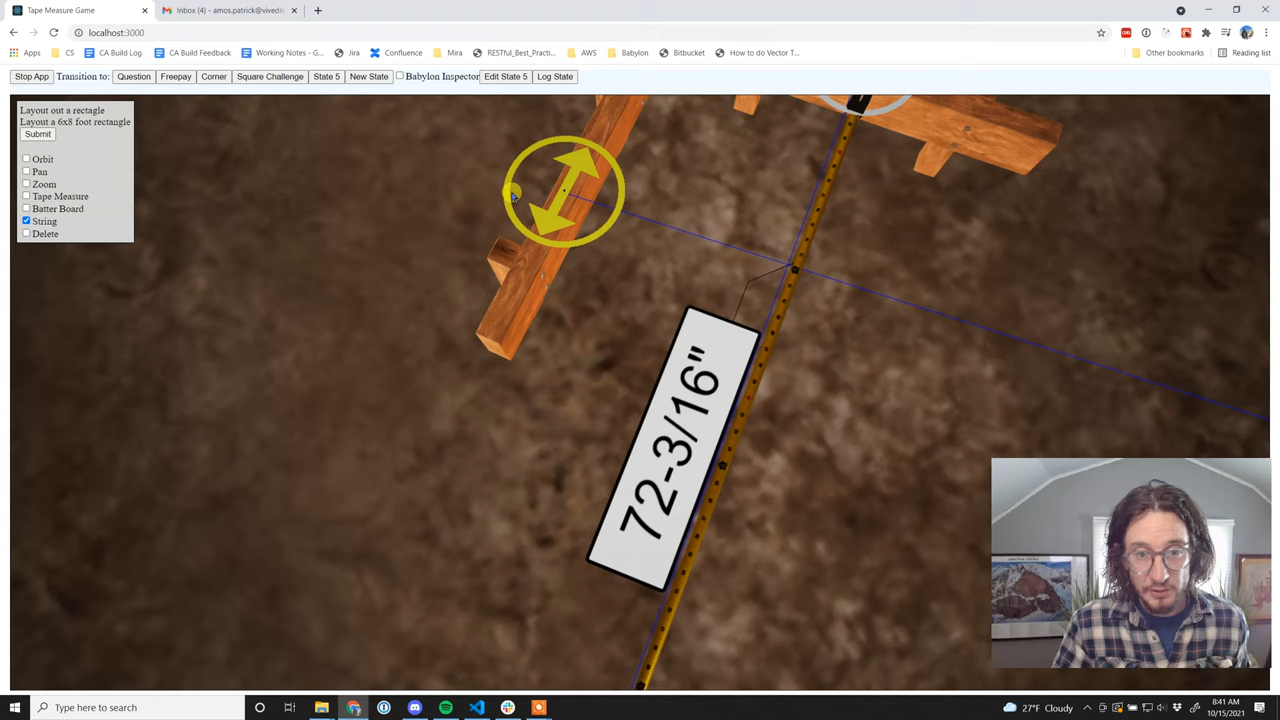 Tape Measure Game
Inbox (4) - amos.patrick@vivedl
localhost:3000
Apps CS CA Build Log CA Build Feedback Working Notes - G... Jira Confluence Mira RESTful_Best_Practi... AWS Babylon Bitbucket How to do Vector T... Other bookmarks Reading list
Stop App Transition to: Question Freepay Corner Square Challenge State 5 New State Babylon Inspector Edit State 5 Log State
Layout out a rectagle
Layout a 6x8 foot rectangle
Submit
Orbit
Pan
Zoom
Tape Measure
Batter Board
String
Delete
72-3/16"
Type here to search
27°F Cloudy
8:41 AM
10/15/2021